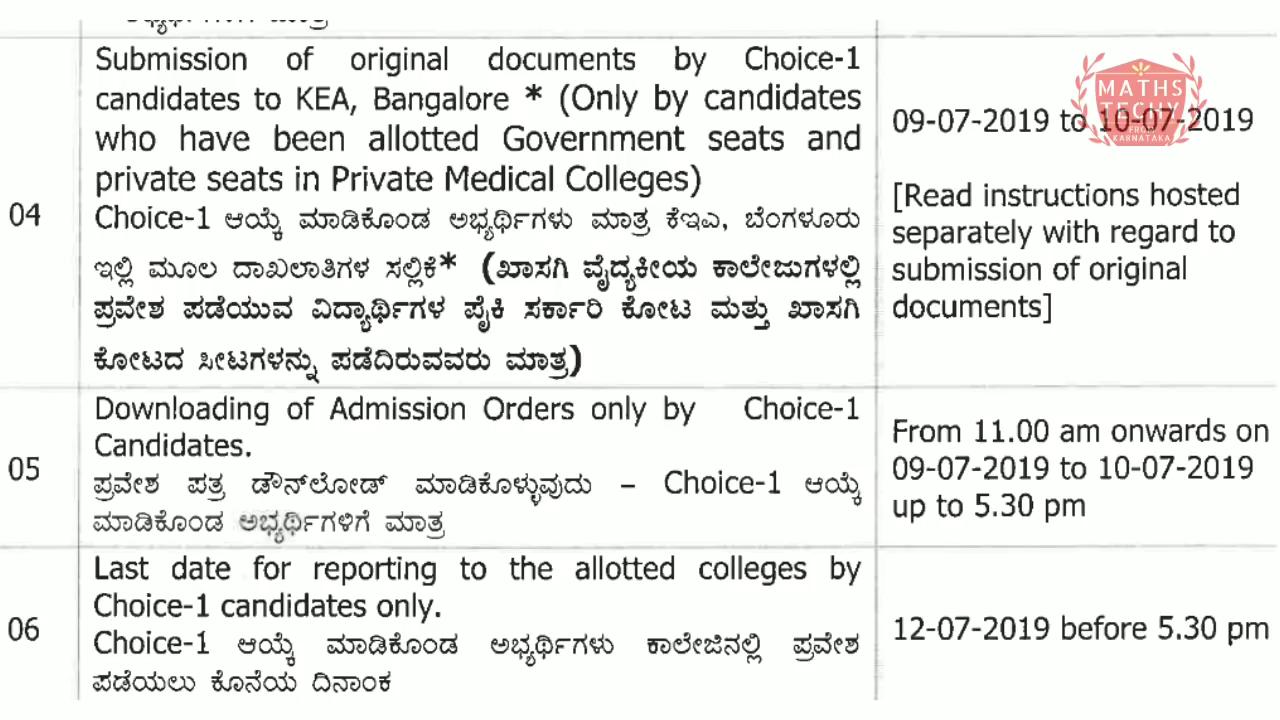 Submission of original documents by Choice-1
candidates to KEA, Bangalore * (Only by candidates
who have been allotted Government seats and
private seats in Private Medical Colleges)
04
Choice-1 ಆಯ್ಕೆ ಮಾಡಿಕೊಂಡ ಅಭ್ಯರ್ಥಿಗಳು ಮಾತ್ರ ಕೆಇಎ, ಬೆಂಗಳೂರು
ಇಲ್ಲಿ ಮೂಲ ದಾಖಲಾತಿಗಳ ಸಲ್ಲಿಕೆ* (ಖಾಸಗಿ ವೈದ್ಯಕೀಯ ಕಾಲೇಜುಗಳಲ್ಲಿ
ಪ್ರವೇಶ ಪಡೆಯುವ ವಿದ್ಯಾರ್ಥಿಗಳ ಪೈಕಿ ಸರ್ಕಾರಿ ಕೋಟ ಮತ್ತು ಖಾಸಗಿ
ಕೋಟದ ಸೀಟಗಳನ್ನು ಪಡೆದಿರುವವರು ಮಾತ್ರ)
09-07-2019 to 10-07-2019
[Read instructions hosted
separately with regard to
submission of original
documents]
MATHS
TECHY
FROM
KARNATAKA
05
Downloading of Admission Orders only by Choice-1
Candidates.
ಪ್ರವೇಶ ಪತ್ರ ಡೌನ್‌ಲೋಡ್ ಮಾಡಿಕೊಳ್ಳುವುದು – Choice-1 ಆಯ್ಕೆ
ಮಾಡಿಕೊಂಡ ಅಭ್ಯರ್ಥಿಗಳಿಗೆ ಮಾತ್ರ
From 11.00 am onwards on
09-07-2019 to 10-07-2019
up to 5.30 pm
06
Last date for reporting to the allotted colleges by
Choice-1 candidates only.
Choice-1 ಆಯ್ಕೆ ಮಾಡಿಕೊಂಡ ಅಭ್ಯರ್ಥಿಗಳು ಕಾಲೇಜಿನಲ್ಲಿ ಪ್ರವೇಶ
ಪಡೆಯಲು ಕೊನೆಯ ದಿನಾಂಕ
12-07-2019 before 5.30 pm